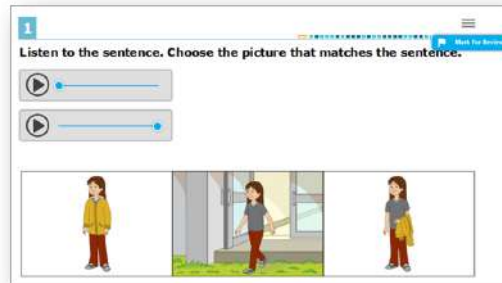 1
Mark for Review
Listen to the sentence. Choose the picture that matches the sentence.